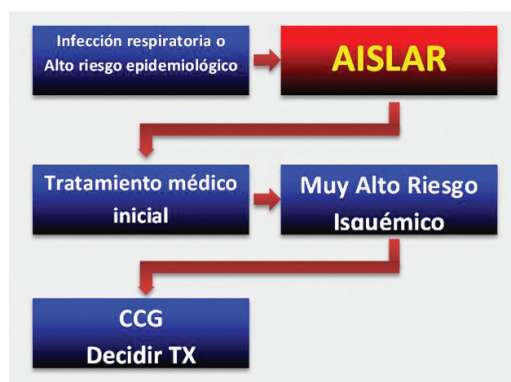 Infección respiratoria o
Alto riesgo epidemiológico
AISLAR
Tratamiento médico
inicial
Muy Alto Riesgo
Isquémico
CCG
Decidir TX